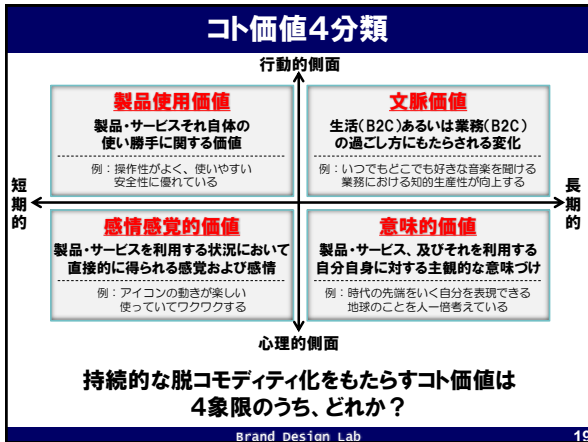 コト価値4分類
行動的側面
製品使用価値
製品・サービスそれ自体の
使い勝手に関する価値
例：操作性がよく、使いやすい
安全性に優れている
文脈価値
生活(B2C)あるいは業務(B2C)
の過ごし方にもたらされる変化
例：いつでもどこでも好きな音楽を聞ける
業務における知的生産性が向上する
短期的
長期的
感情感覚的価値
製品・サービスを利用する状況において
直接的に得られる感覚および感情
例：アイコンの動きが楽しい
使っていてワクワクする
意味的価値
製品・サービス、及びそれを利用する
自分自身に対する主観的な意味づけ
例：時代の先端をいく自分を表現できる
地球のことを人一倍考えている
心理的側面
持続的な脱コモディティ化をもたらすコト価値は
4象限のうち、どれか？
Brand Design Lab
19